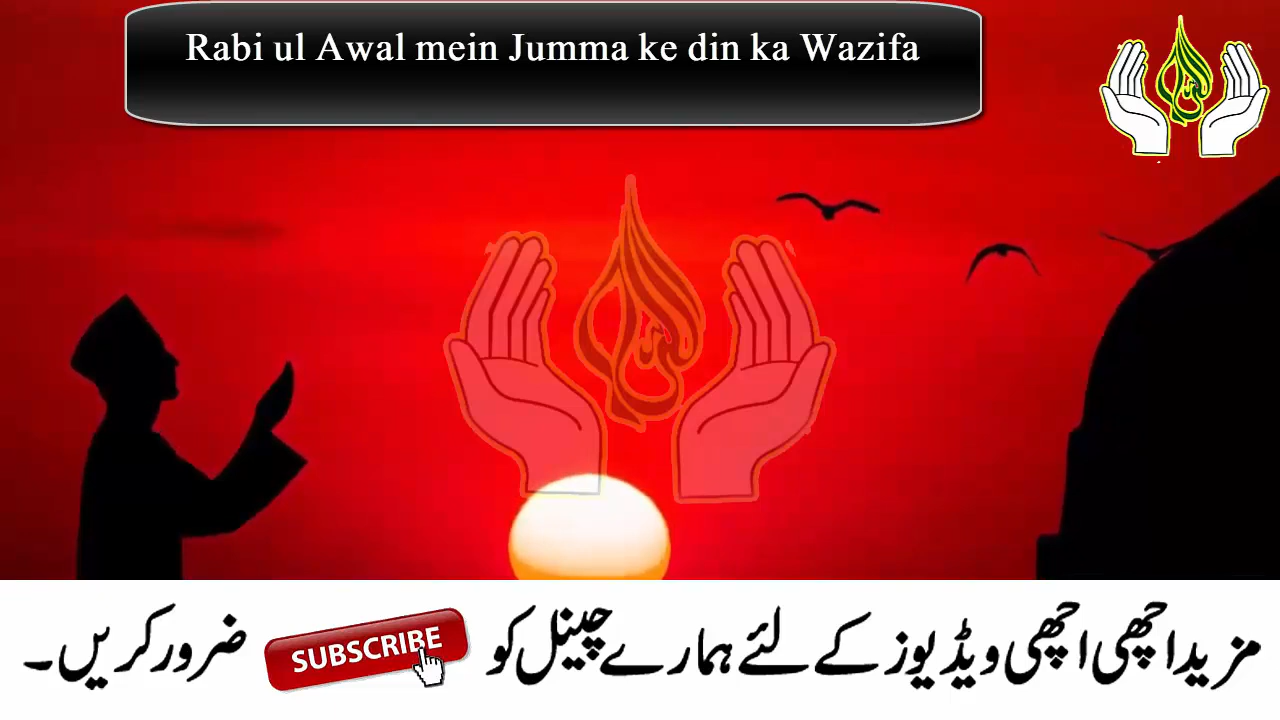 Rabi ul Awal mein Jumma ke din ka Wazifa
مزید اچھی اچھی ویڈیوز کے لئے ہمارے چینل کو SUBSCRIBE ضرور کریں۔